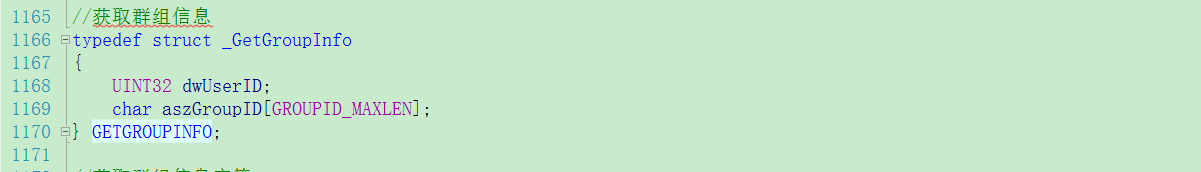 1165 //获取群组信息
1166 typedef struct _GetGroupInfo
1167 {
1168 UINT32 dwUserID;
1169 char aszGroupID[GROUPID_MAXLEN];
1170 } GETGROUPINFO;
1171